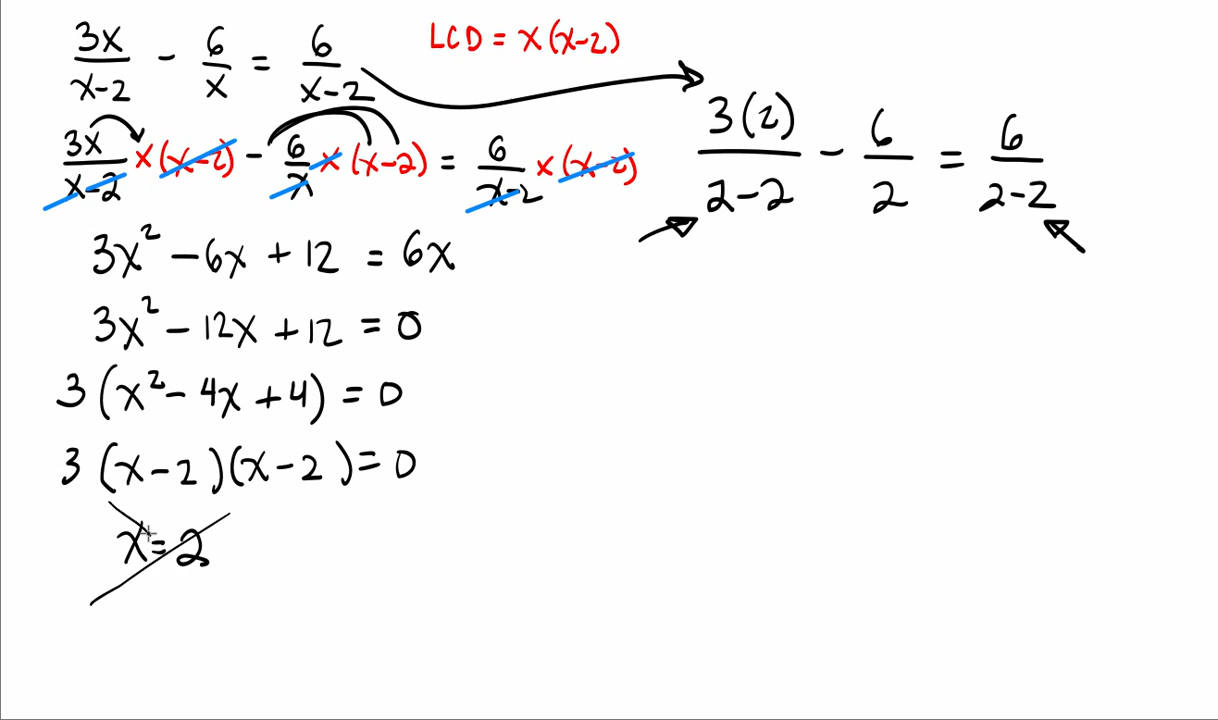 3x/(x-2) - 6/x = 6/(x-2)
LCD = x(x-2)
3x/(x-2) x(x-2) - 6/x x(x-2) = 6/(x-2) x(x-2)
3x² - 6x + 12 = 6x
3x² - 12x + 12 = 0
3(x² - 4x + 4) = 0
3(x-2)(x-2) = 0
x = 2
3(2)/(2-2) - 6/2 = 6/(2-2)